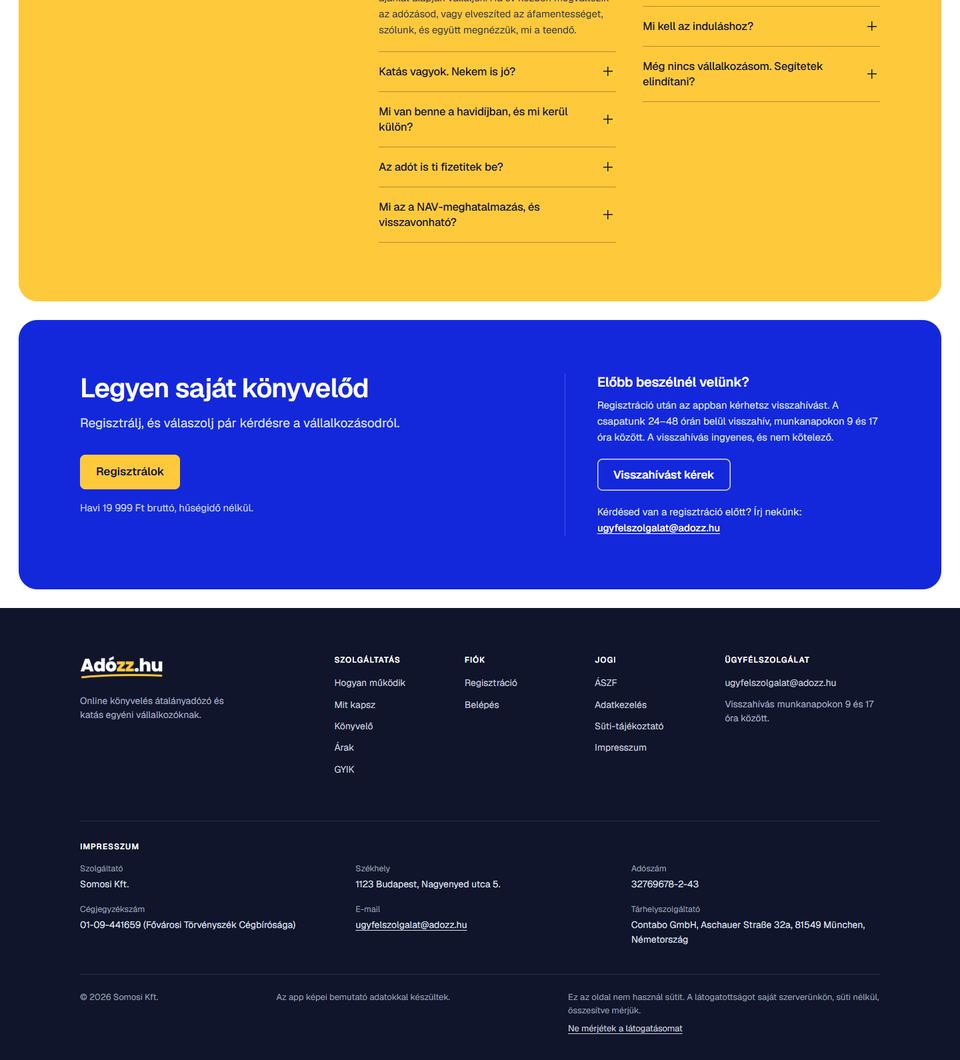 az adózásod, vagy elveszíted az áfamentességet,
szólunk, és együtt megnézzük, mi a teendő.
Katás vagyok. Nekem is jó?
Mi van benne a havidíjban, és mi kerül
külön?
Az adót is ti fizetitek be?
Mi az a NAV-meghatalmazás, és
visszavonható?
Mi kell az induláshoz?
Még nincs vállalkozásom. Segítetek
elindítani?
Legyen saját könyvelőd
Regisztrálj, és válaszolj pár kérdésre a vállalkozásodról.
Regisztrálok
Havi 19 999 Ft bruttó, hűségidő nélkül.
Előbb beszélnél velünk?
Regisztráció után az appban kérhetsz visszahívást. A
csapatunk 24–48 órán belül visszahív, munkanapokon 9 és 17
óra között. A visszahívás ingyenes, és nem kötelező.
Visszahívást kérek
Kérdésed van a regisztráció előtt? Írj nekünk:
ugyfelszolgalat@adozz.hu
Adózz.hu
Online könyvelés átalányadózó és
katás egyéni vállalkozóknak.
SZOLGÁLTATÁS
Hogyan működik
Mit kapsz
Könyvelő
Árak
GYIK
FIÓK
Regisztráció
Belépés
JOGI
ÁSZF
Adatkezelés
Süti-tájékoztató
Impresszum
ÜGYFÉLSZOLGÁLAT
ugyfelszolgalat@adozz.hu
Visszahívás munkanapokon 9 és 17
óra között.
IMPRESSZUM
Szolgáltató
Somosi Kft.
Székhely
1123 Budapest, Nagyenyed utca 5.
Adószám
32769678-2-43
Cégjegyzékszám
01-09-441659 (Fővárosi Törvényszék Cégbírósága)
E-mail
ugyfelszolgalat@adozz.hu
Tárhelyszolgáltató
Contabo GmbH, Aschauer Straße 32a, 81549 München,
Németország
© 2026 Somosi Kft.
Az app képei bemutató adatokkal készültek.
Ez az oldal nem használ sütit. A látogatottságot saját szerverünkön, süti nélkül,
összesítve mérjük.
Ne mérjétek a látogatásomat